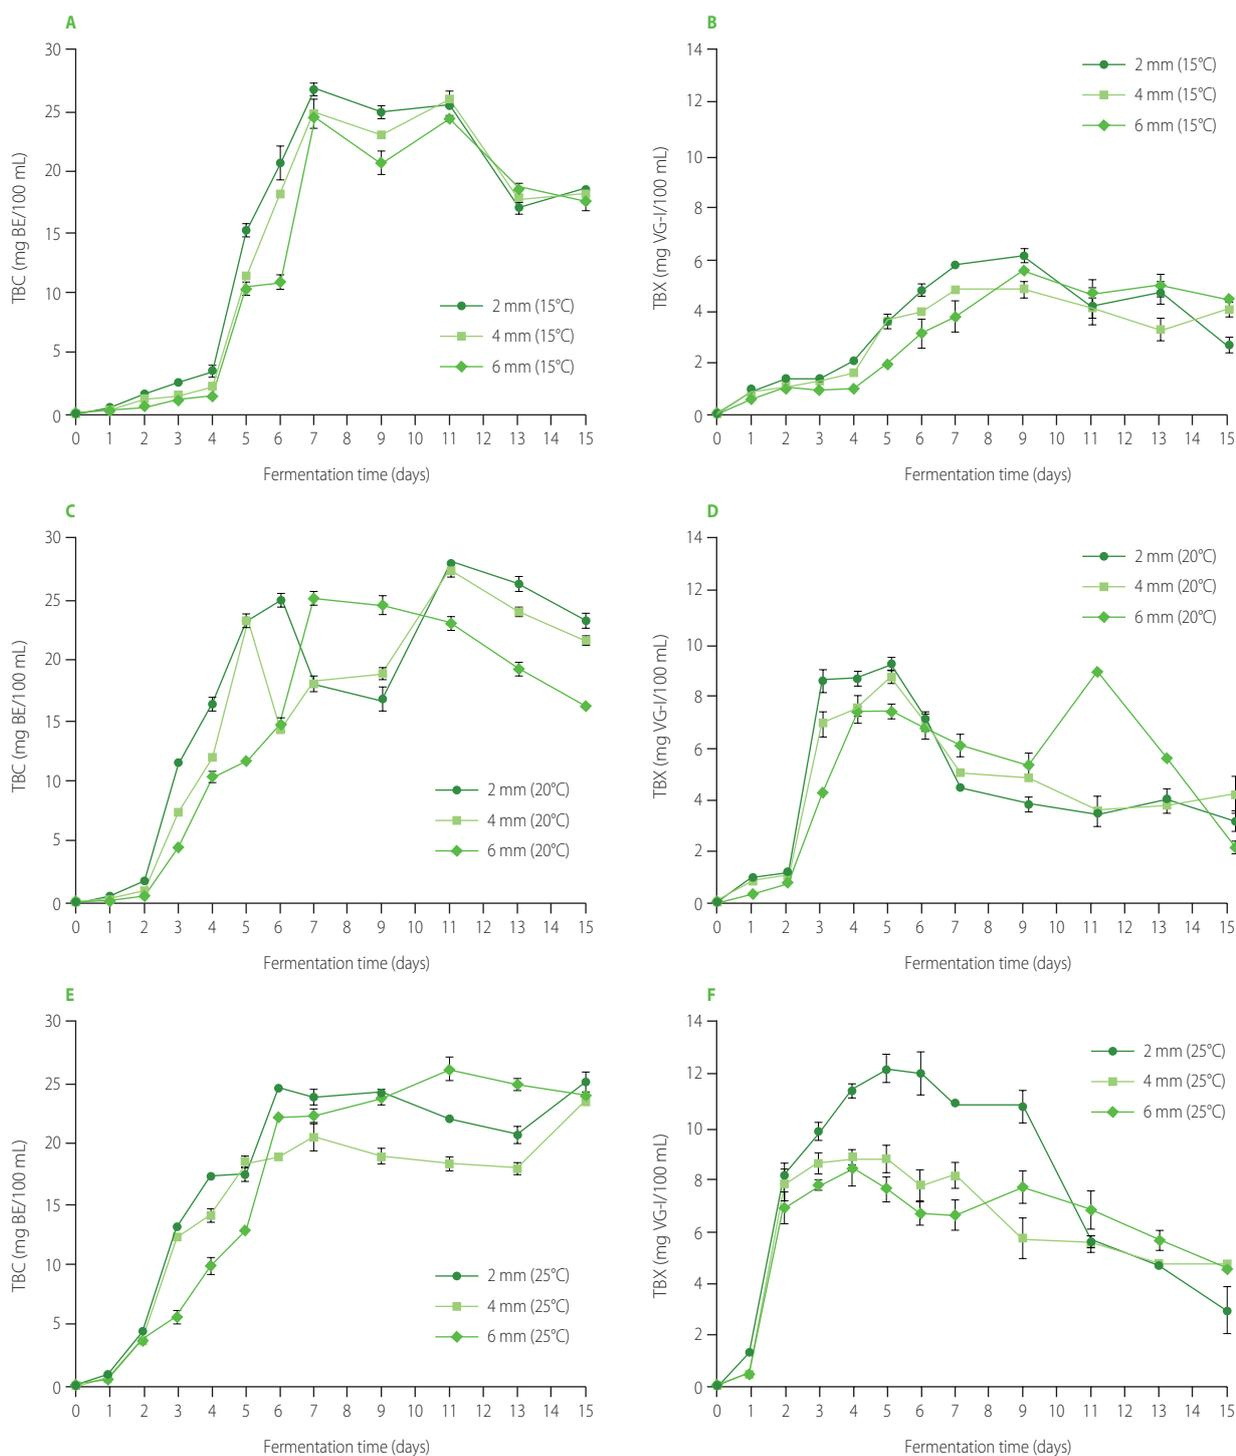 A
30
25
20
15
10
5
0
TBC (mg BE/100 mL)
2 mm (15°C)
4 mm (15°C)
6 mm (15°C)
0 1 2 3 4 5 6 7 8 9 10 11 12 13 14 15
Fermentation time (days)
B
14
12
10
8
6
4
2
0
TBX (mg VG-I/100 mL)
2 mm (15°C)
4 mm (15°C)
6 mm (15°C)
0 1 2 3 4 5 6 7 8 9 10 11 12 13 14 15
Fermentation time (days)
C
30
25
20
15
10
5
0
TBC (mg BE/100 mL)
2 mm (20°C)
4 mm (20°C)
6 mm (20°C)
0 1 2 3 4 5 6 7 8 9 10 11 12 13 14 15
Fermentation time (days)
D
14
12
10
8
6
4
2
0
TBX (mg VG-I/100 mL)
2 mm (20°C)
4 mm (20°C)
6 mm (20°C)
0 1 2 3 4 5 6 7 8 9 10 11 12 13 14 15
Fermentation time (days)
E
30
25
20
15
10
5
0
TBC (mg BE/100 mL)
2 mm (25°C)
4 mm (25°C)
6 mm (25°C)
0 1 2 3 4 5 6 7 8 9 10 11 12 13 14 15
Fermentation time (days)
F
14
12
10
8
6
4
2
0
TBX (mg VG-I/100 mL)
2 mm (25°C)
4 mm (25°C)
6 mm (25°C)
0 1 2 3 4 5 6 7 8 9 10 11 12 13 14 15
Fermentation time (days)